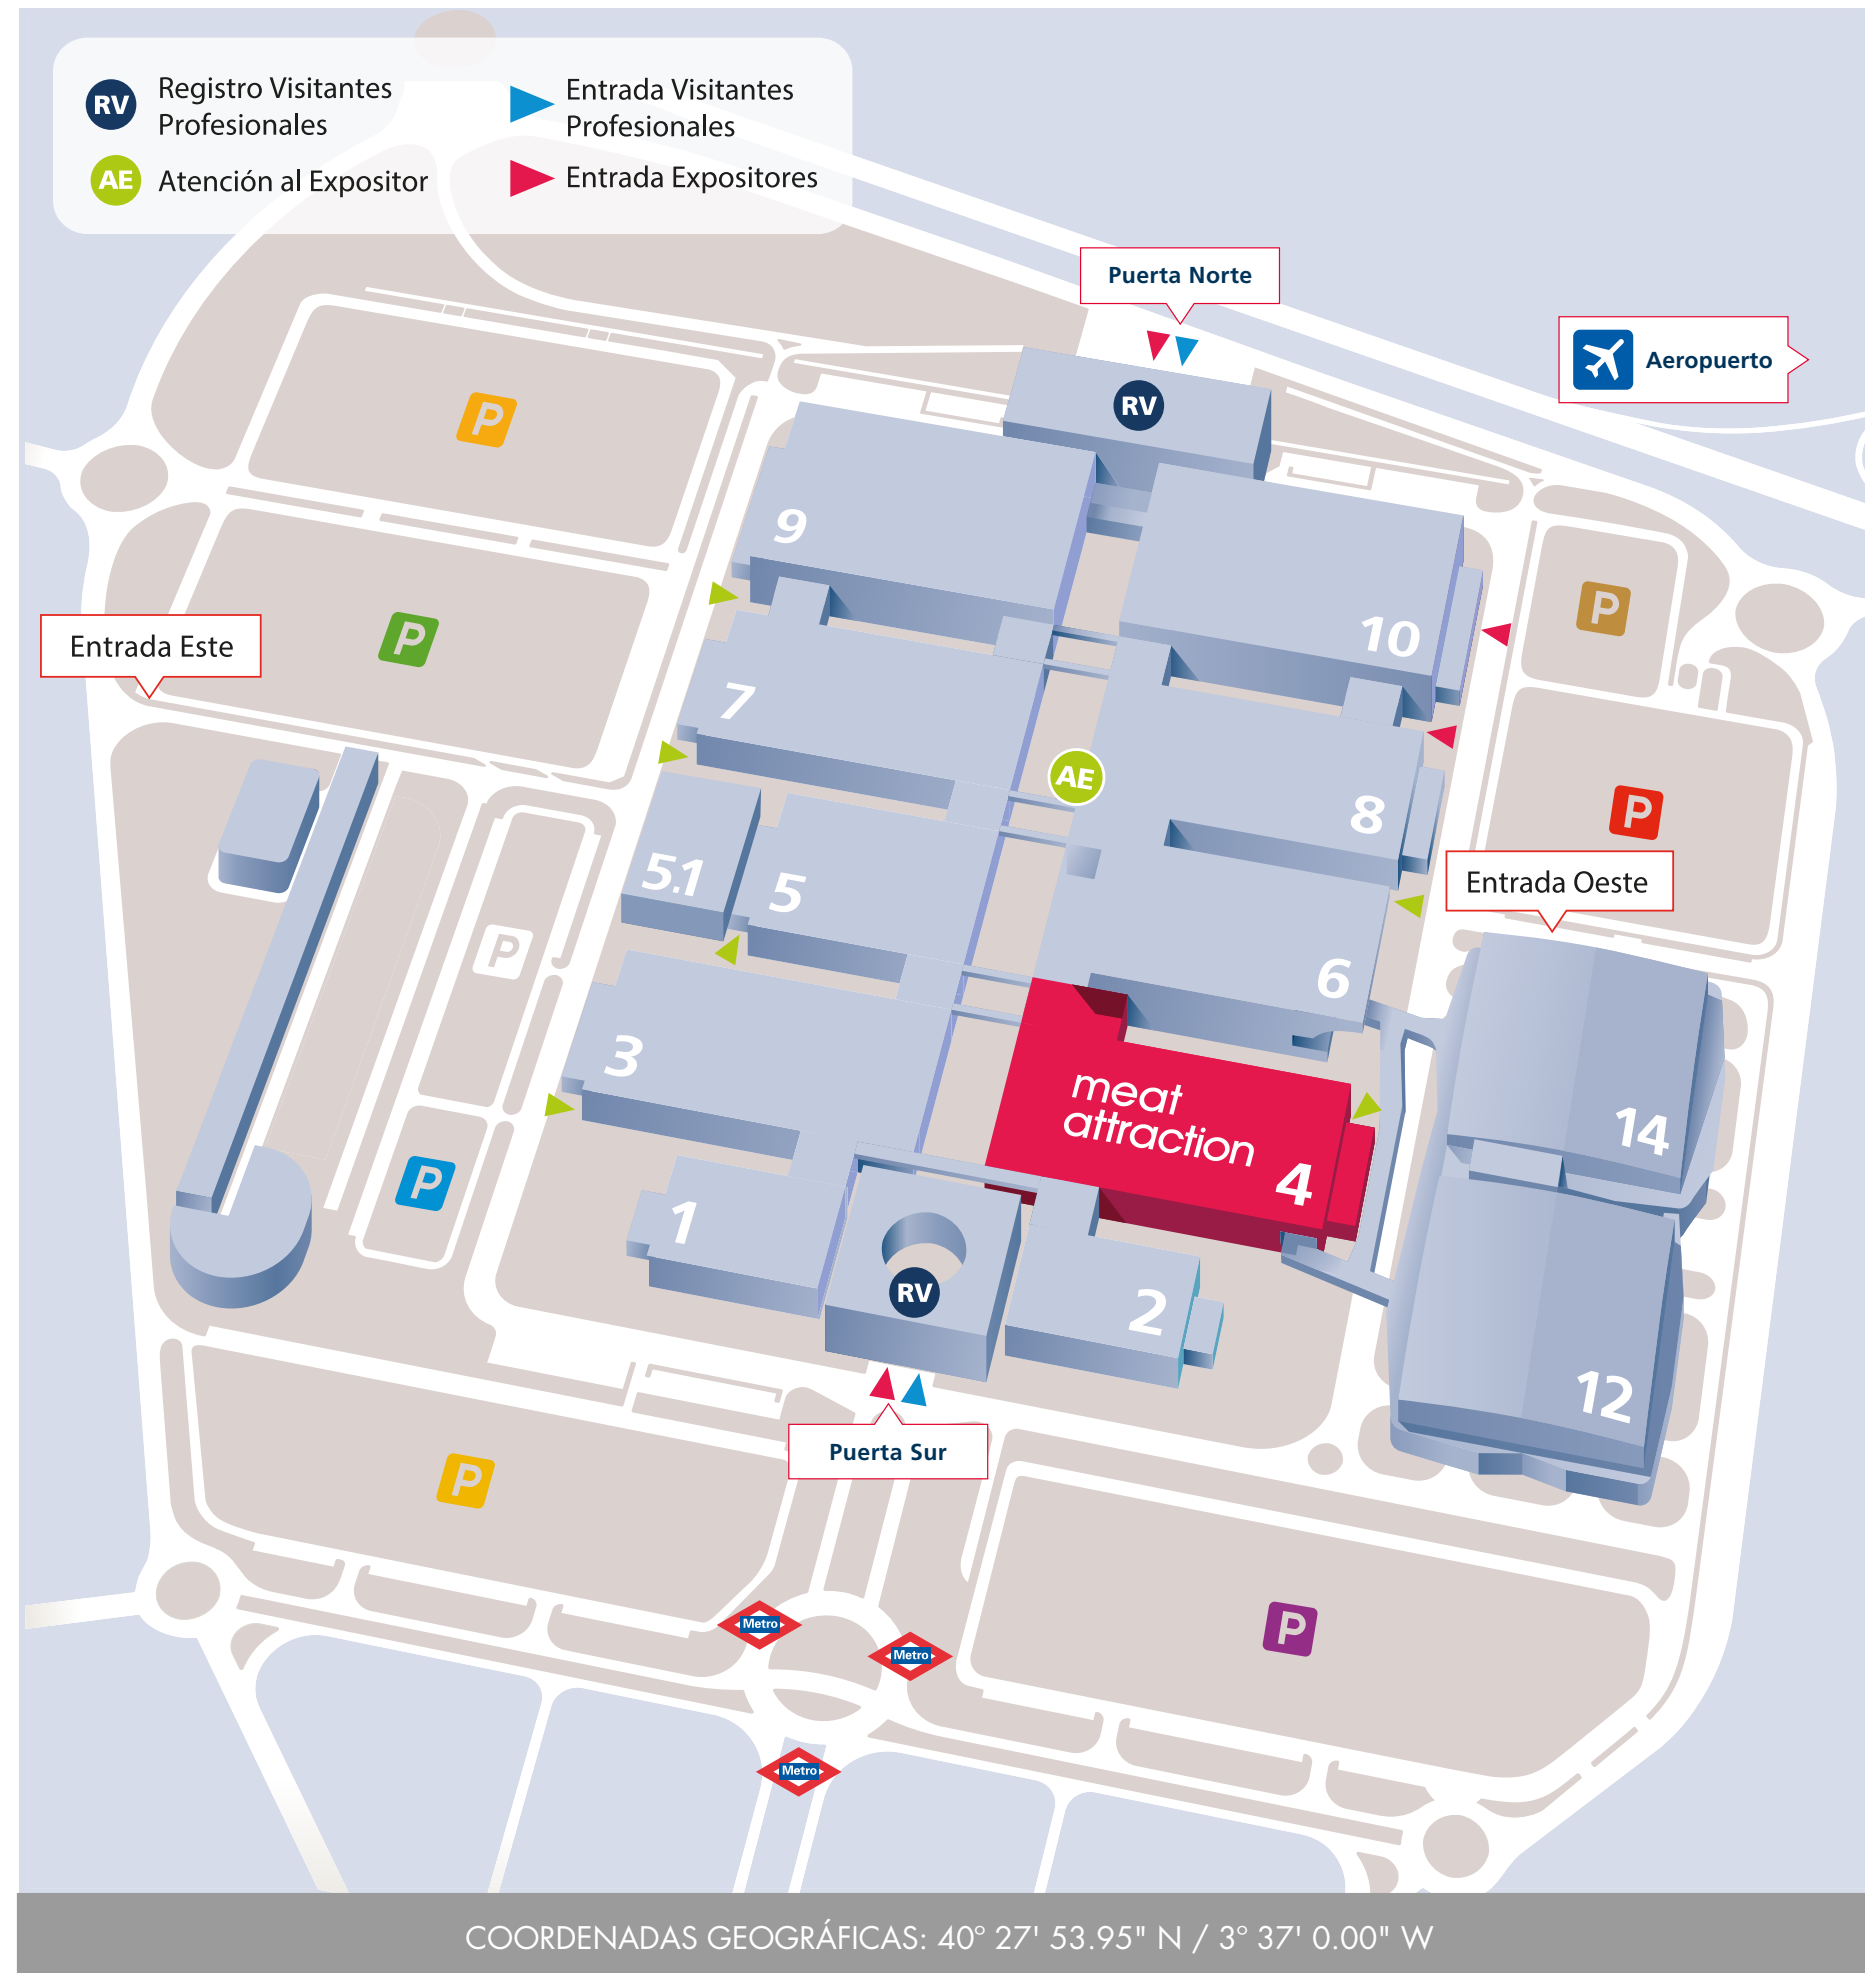 RV
Registro Visitantes
Profesionales
Entrada Visitantes
Profesionales
AE
Atención al Expositor
Entrada Expositores
Puerta Norte
Aeropuerto
RV
P
9
P
10
P
Entrada Este
7
AE
8
P
5.1
5
Entrada Oeste
P
6
3
meat
attraction
14
4
P
1
RV
2
12
Puerta Sur
P
P
Metro
Metro
Metro
COORDENADAS GEOGRÁFICAS: 40º 27' 53.95" N / 3º 37' 0.00" W